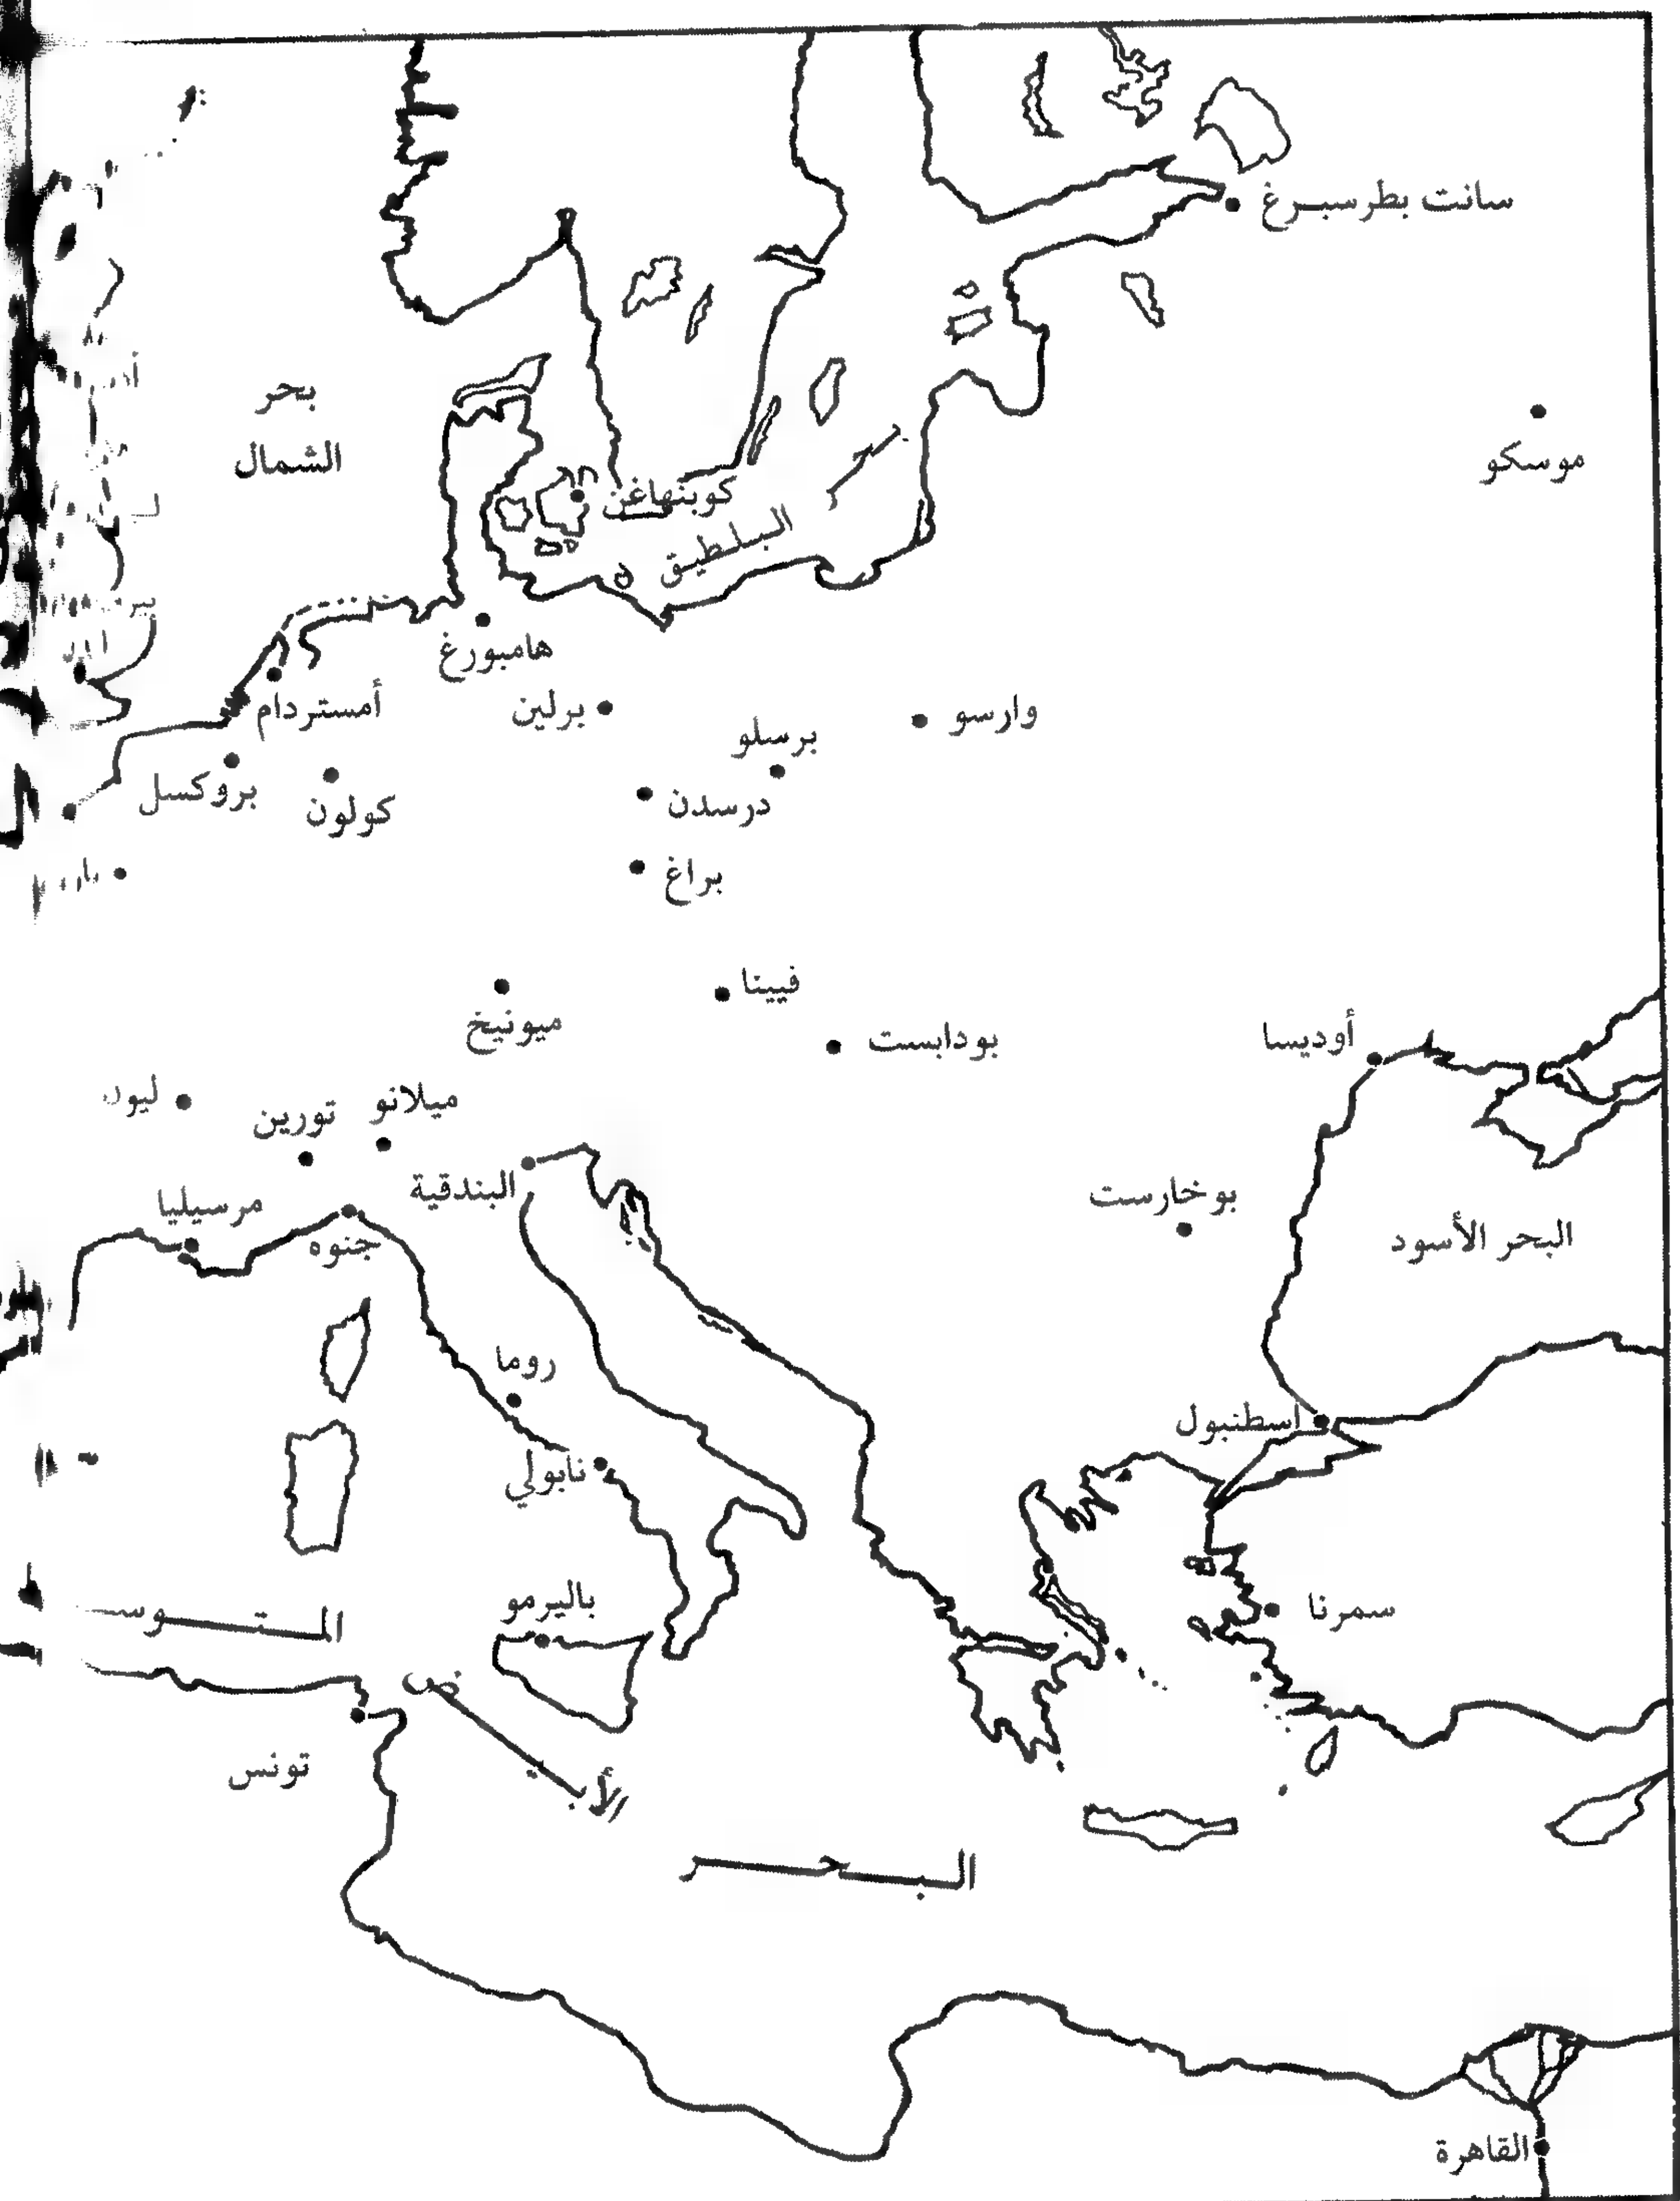 سانت بطرسبرغ
بحر
الشمال
موسكو
كوبنهاغن
البلطيق
هامبورغ
أمستردام
برلين
وارسو
برسلو
بروكسل
كولون
درسدن
براغ
فيينا
ميونيخ
بودابست
أوديسا
ليون
ميلانو
تورين
البندقية
مرسيليا
جنوه
بوخارست
البحر الأسود
روما
اسطنبول
نابولي
باليرمو
سمرنا
تونس
البحر
الأبيض
القاهرة